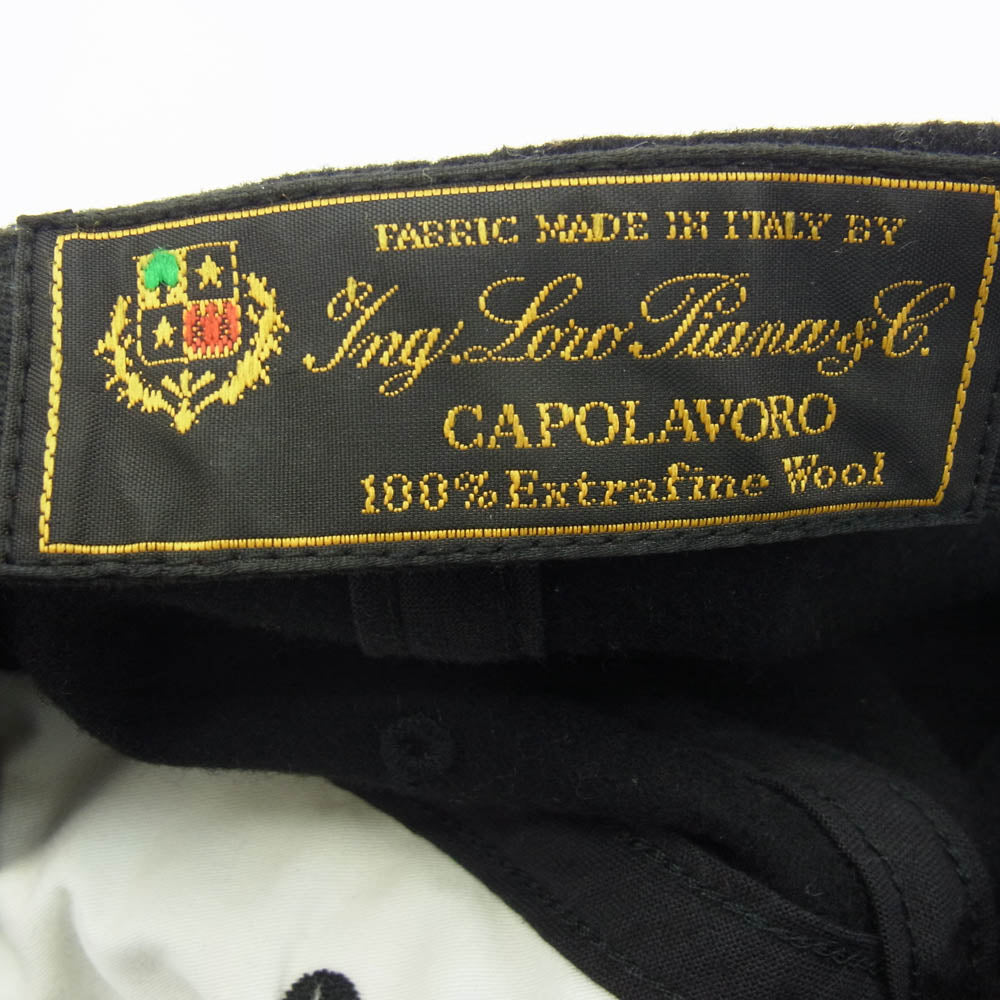 FABRIC MADE IN ITALY BY
Ing. Loro Piana & C.
CAPOLAVORO
100% Extrafine Wool